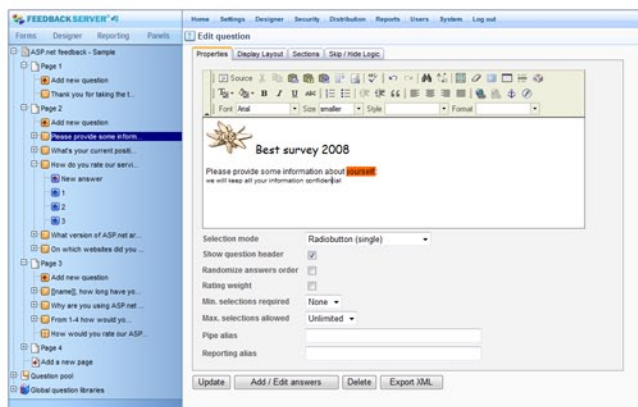 FEEDBACKSERVER
Home Settings Designer Security Distribution Reports Users System Log out
Forms Designer Reporting Panels
Edit question
ASP.net feedback - Sample
Page 1
Add new question
Thank you for taking the t...
Page 2
Add new question
Please provide some inform...
What's your current positi...
How do you rate our servi...
New answer
1
2
3
What version of ASP.net ar...
On which websites did you ...
Page 3
Add new question
[[name]], how long have yo...
Why are you using ASP.net ...
From 1-4 how would yo...
How would you rate our ASP...
Page 4
Add a new page
Question pool
Global question libraries
Properties Display Layout Sections Skip / Hide Logic
Source
Font Arial Size smaller Style Format
Best survey 2008
Please provide some information about yourself.
we will keep all your information confidential
Selection mode Radiobutton (single)
Show question header
Randomize answers order
Rating weight
Min. selections required None
Max. selections allowed Unlimited
Pipe alias
Reporting alias
Update Add / Edit answers Delete Export XML